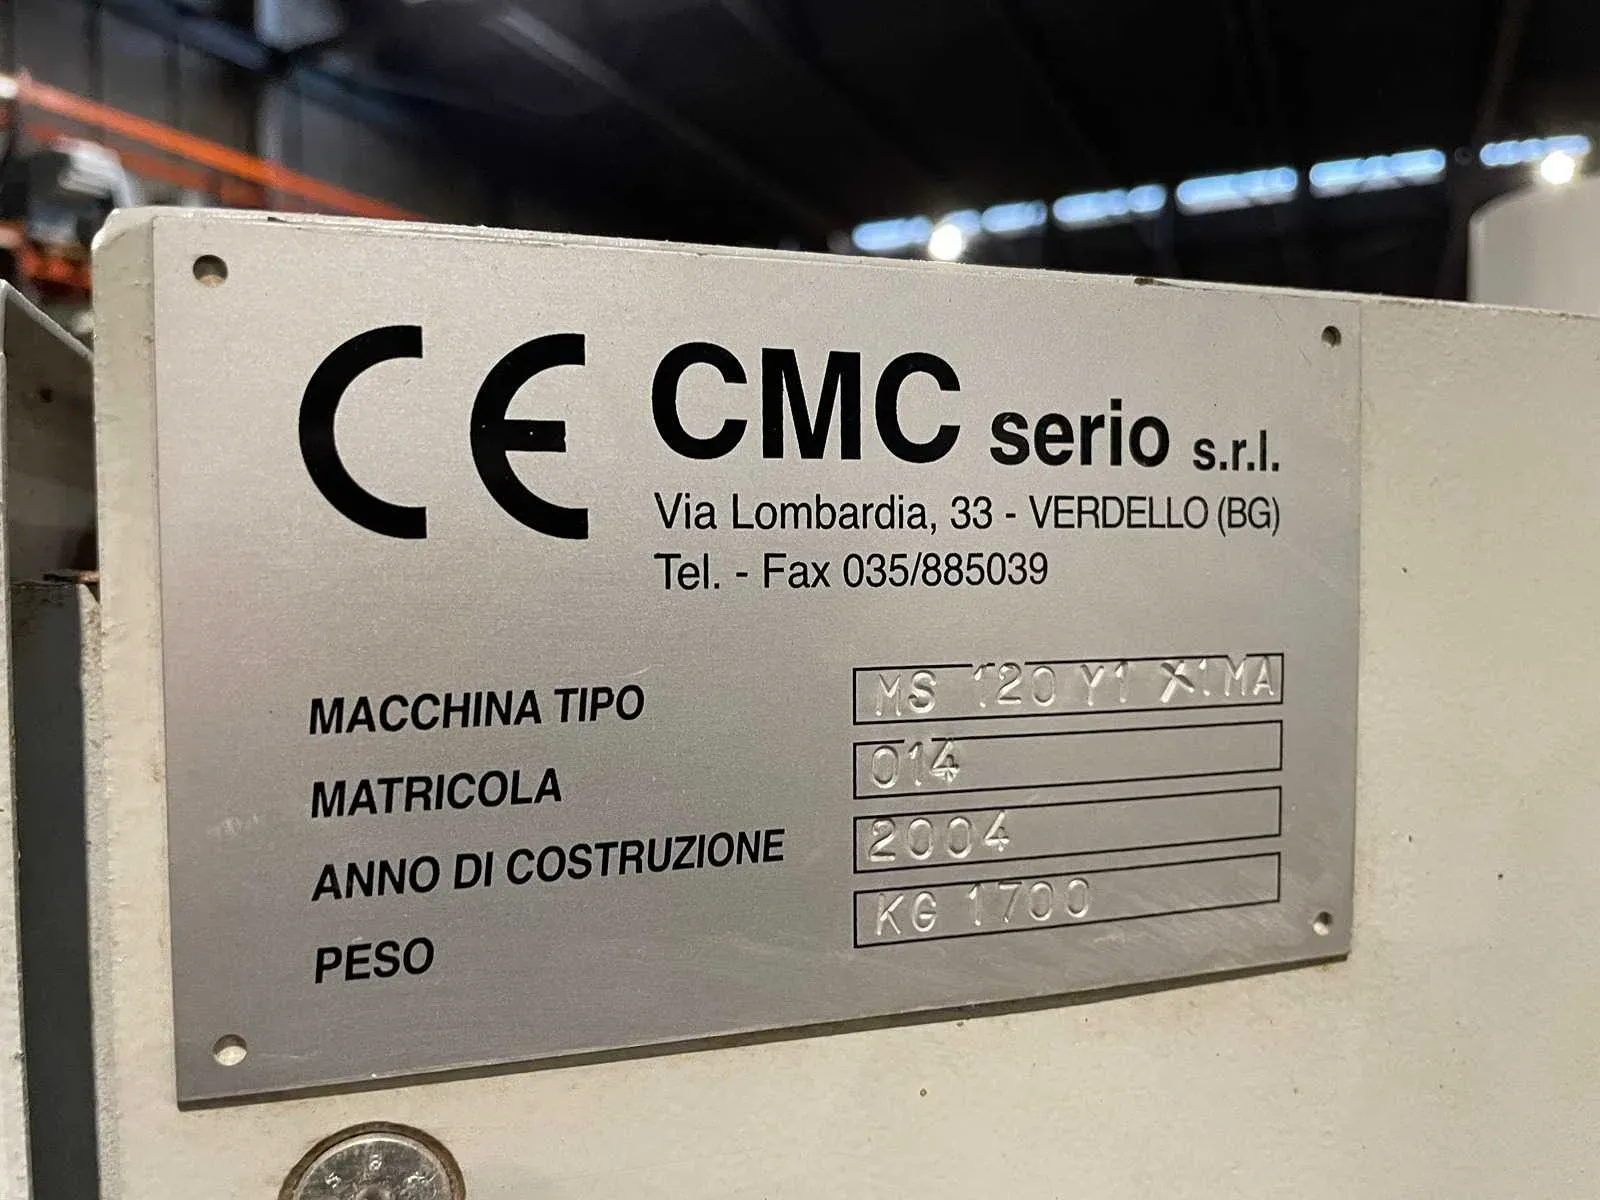 CE CMC serio s.r.l.
Via Lombardia, 33 - VERDELLO (BG)
Tel. - Fax 035/885039
MACCHINA TIPO MS 120 Y1 X1MA
MATRICOLA 014
ANNO DI COSTRUZIONE 2004
PESO KG 1700